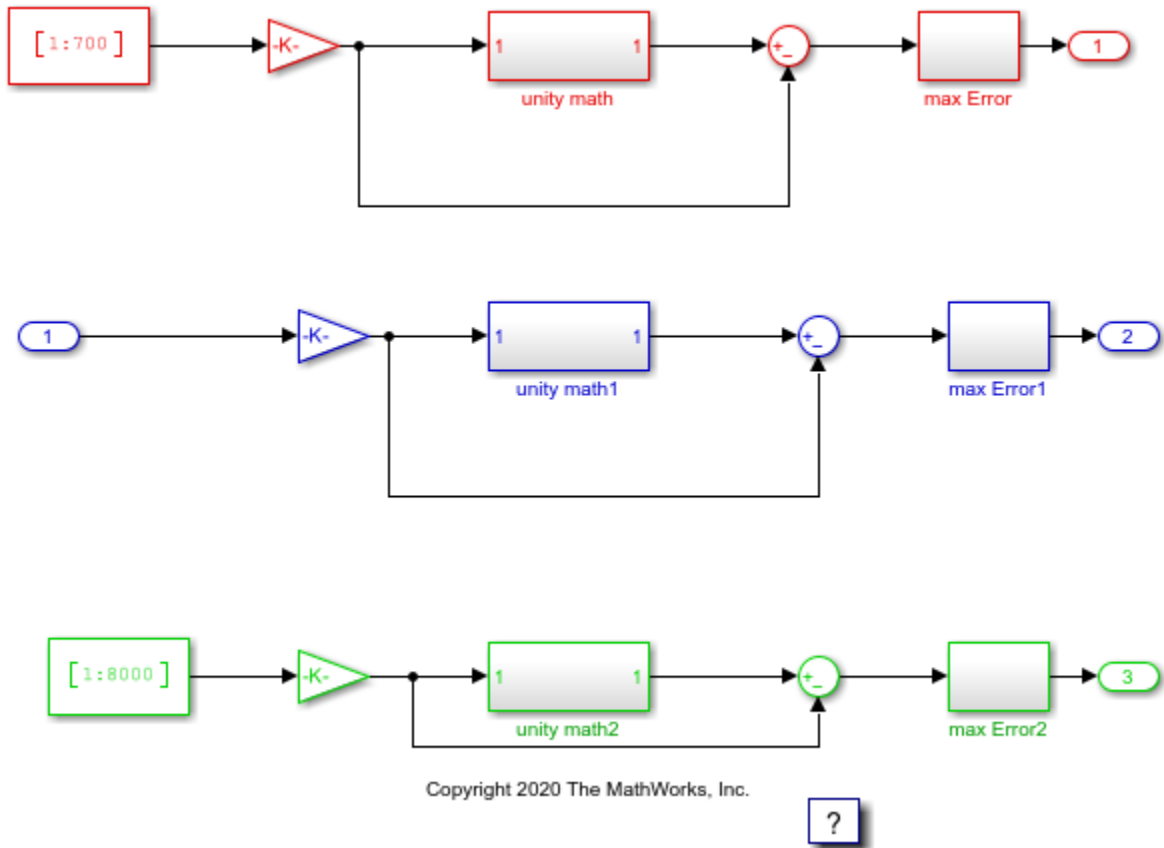 [1:700]
-K-
1
1
+_
1
unity math
max Error
1
-K-
1
1
+_
2
unity math1
max Error1
[1:8000]
-K-
1
1
+_
3
unity math2
max Error2
Copyright 2020 The MathWorks, Inc.
?